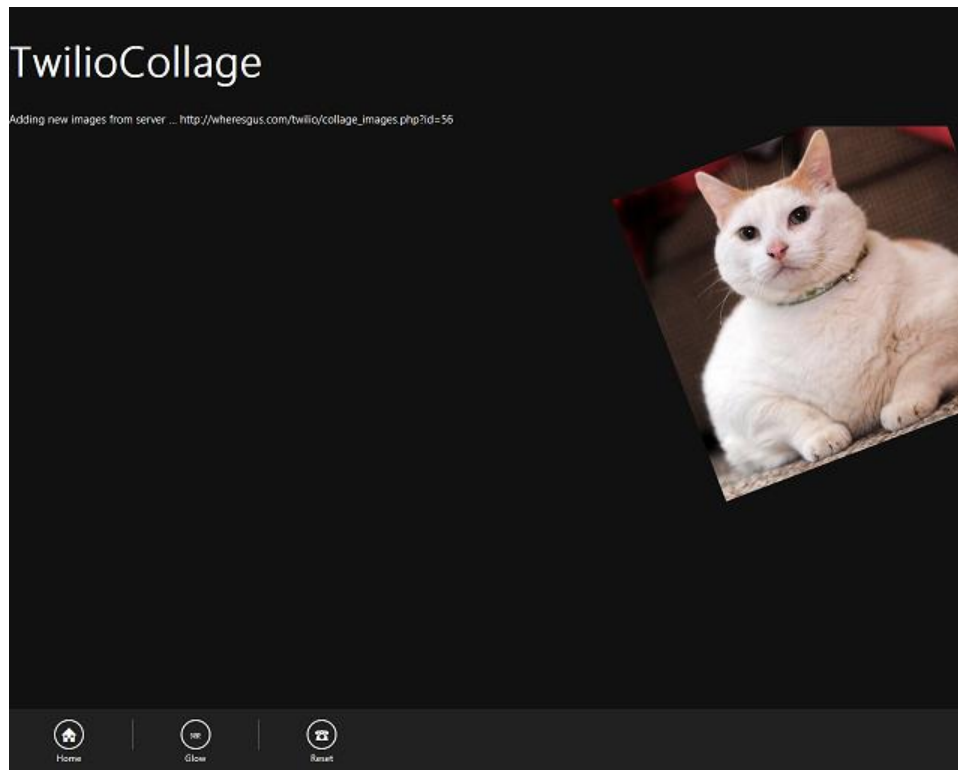 TwilioCollage
Adding new images from server ... http://wheresgus.com/twilio/collage_images.php?id=56
Home
Glow
Reset